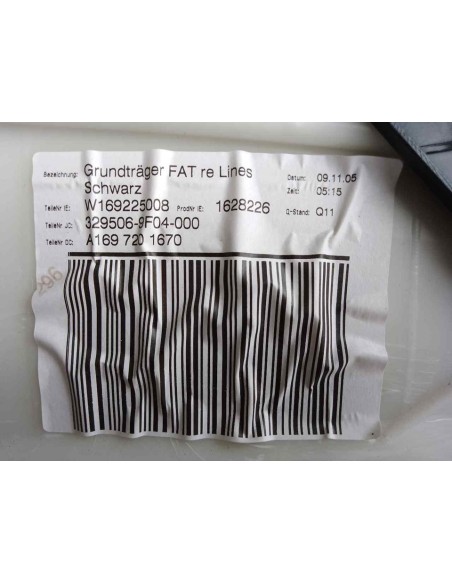 Bezeichnung: Grundträger FAT re Lines Datum: 09.11.05
Schwarz Zeit: 05:15
TeileNr IE: W169225008 ProdNr IE: 1628226 Q-Stand: Q11
TeileNr JC: 329506-9F04-000
TeileNr DC: A169 720 1670
296